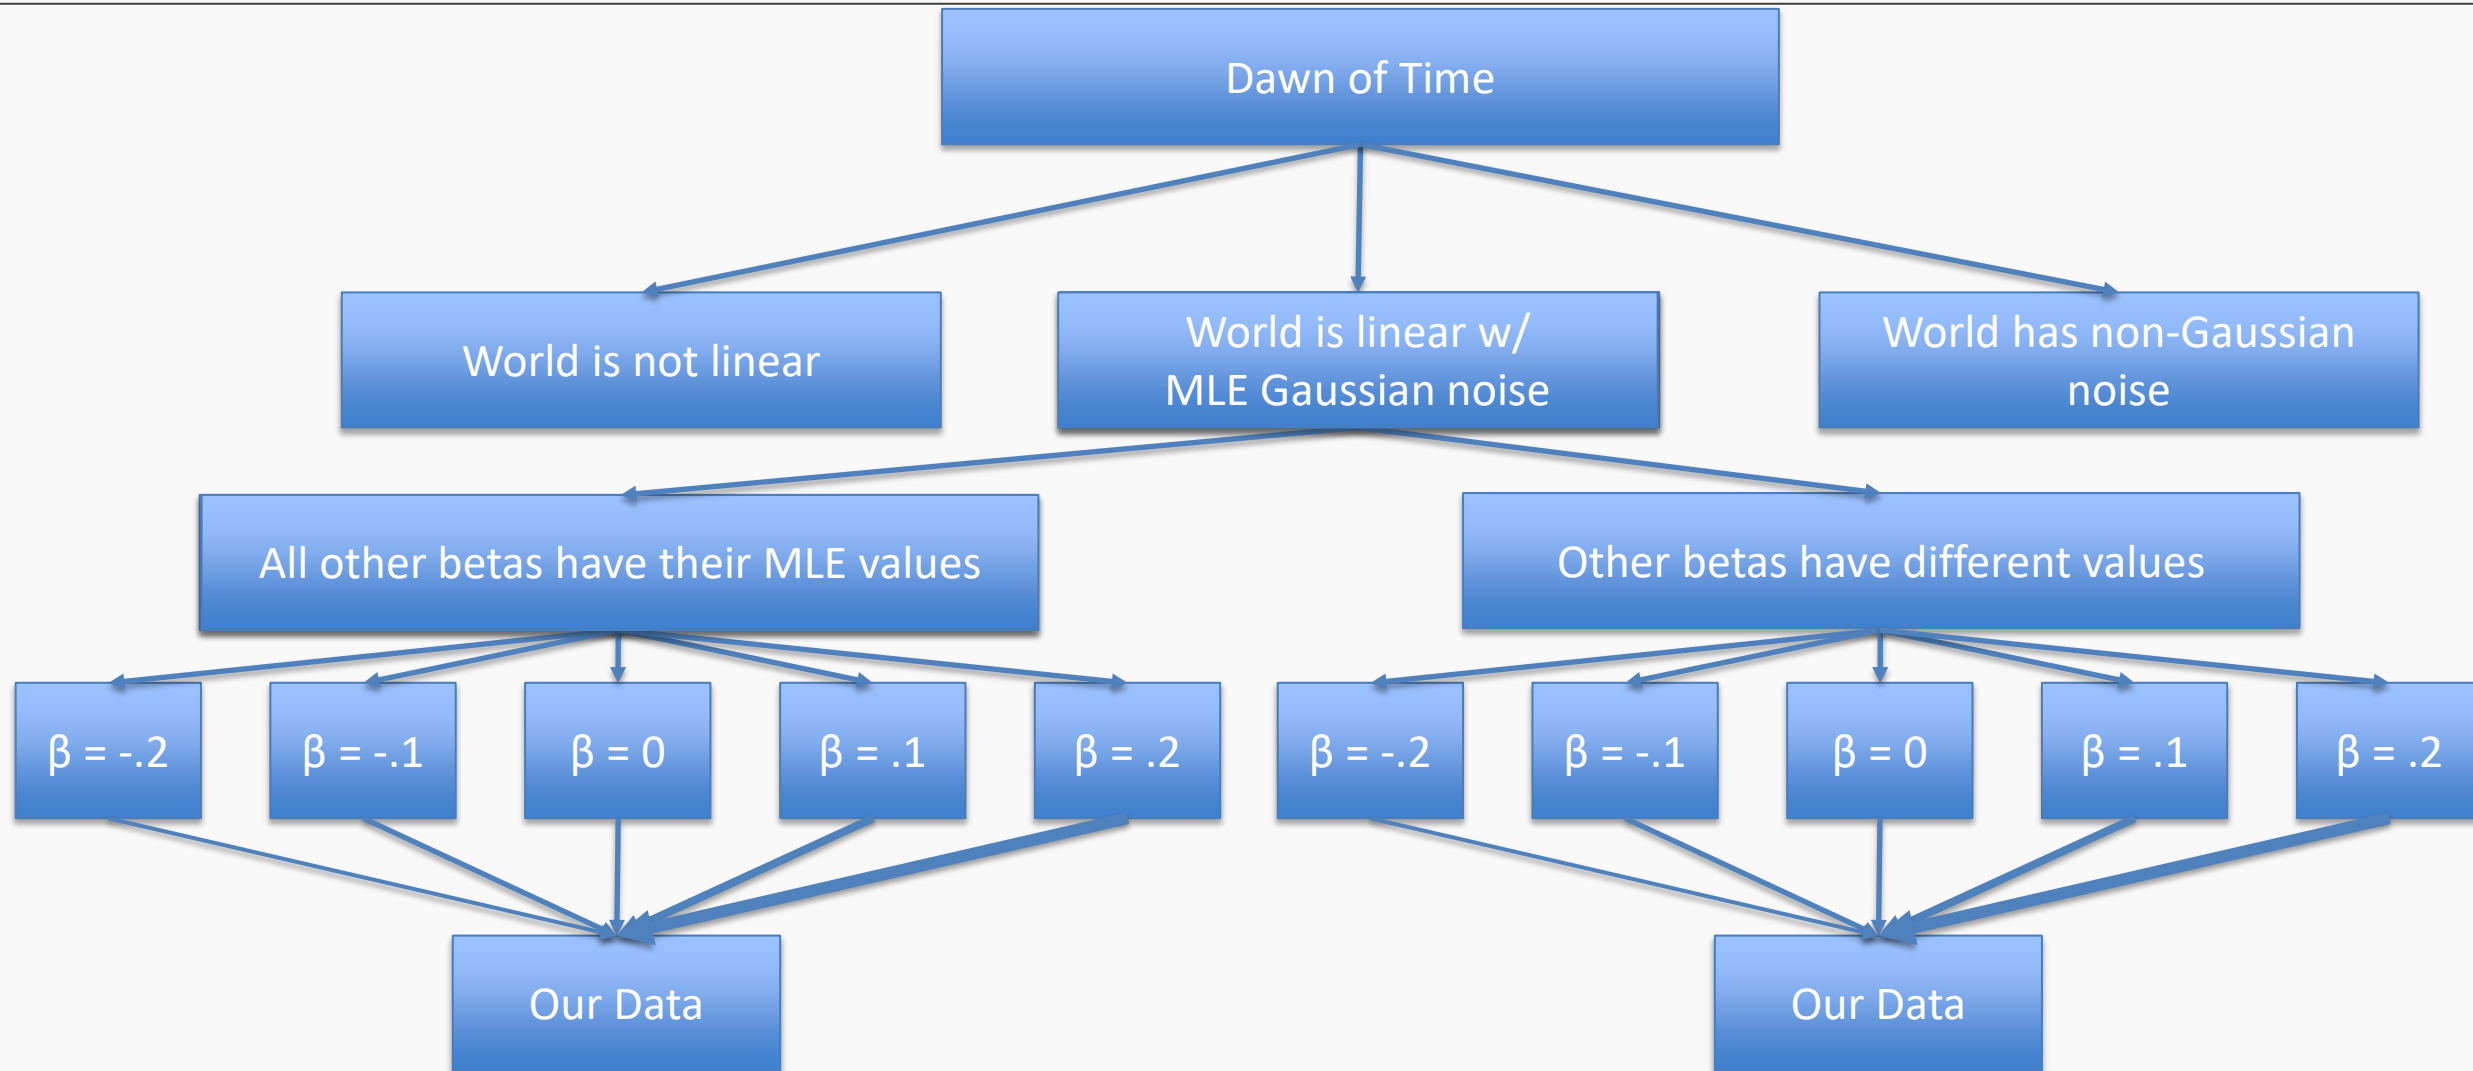 Dawn of Time
World is not linear
World is linear w/
MLE Gaussian noise
World has non-Gaussian
noise
All other betas have their MLE values
Other betas have different values
β = -.2
β = -.1
β = 0
β = .1
β = .2
β = -.2
β = -.1
β = 0
β = .1
β = .2
Our Data
Our Data